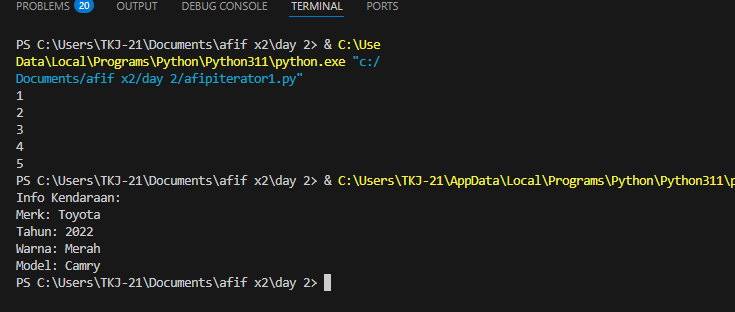 PROBLEMS 20 OUTPUT DEBUG CONSOLE TERMINAL PORTS
PS C:\Users\TKJ-21\Documents\afif x2\day 2> & C:\Use
Data\Local\Programs\Python\Python311\python.exe "c:/
Documents/afif x2/day 2/afifpiterator1.py"
1
2
3
4
5
PS C:\Users\TKJ-21\Documents\afif x2\day 2> & C:\Users\TKJ-21\AppData\Local\Programs\Python\Python311\p
Info Kendaraan:
Merk: Toyota
Tahun: 2022
Warna: Merah
Model: Camry
PS C:\Users\TKJ-21\Documents\afif x2\day 2>